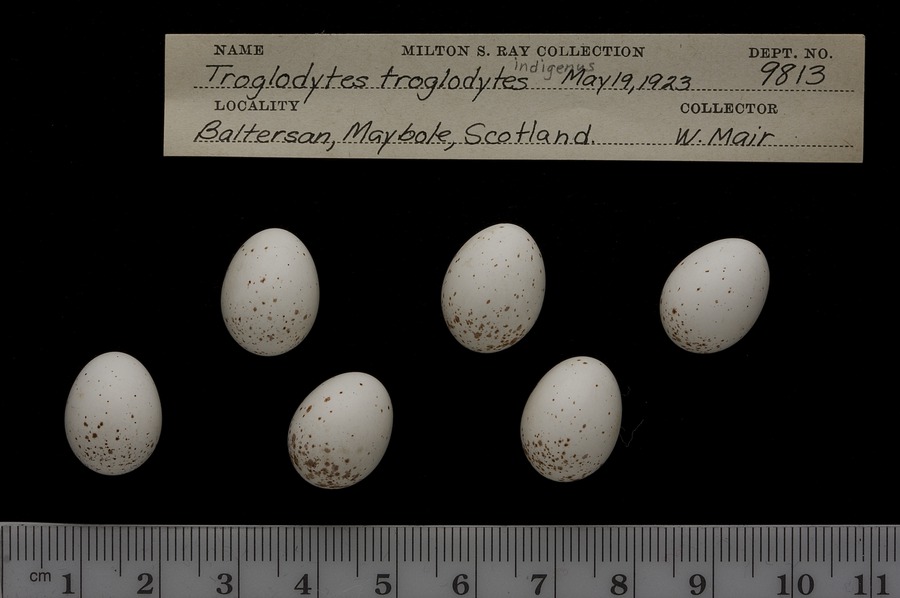 NAME MILTON S. RAY COLLECTION DEPT. NO.
indigenus
Troglodytes troglodytes May 19, 1923 9813
LOCALITY COLLECTOR
Baltersan, Maybole, Scotland. W. Mair
cm 1 2 3 4 5 6 7 8 9 10 11